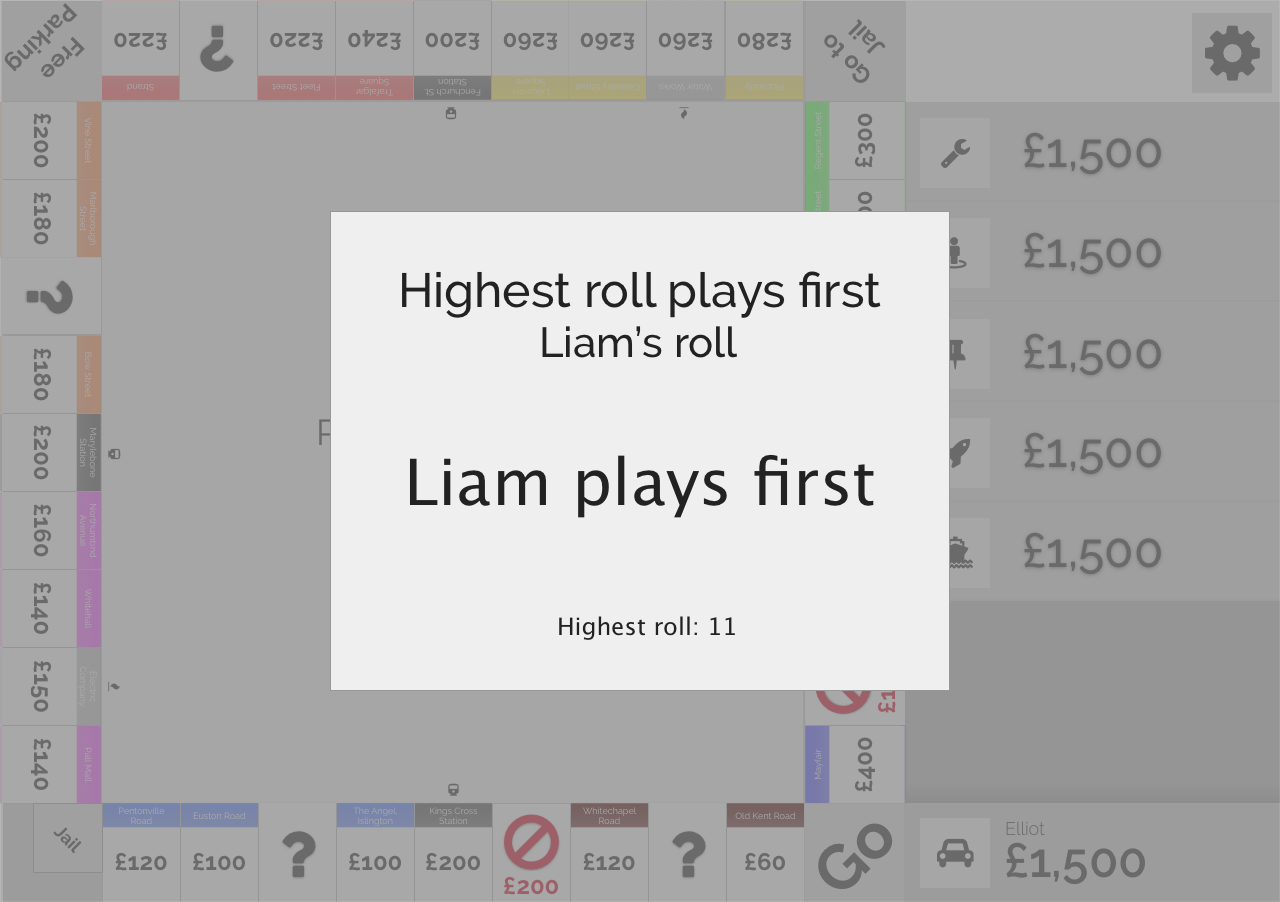 Free
Parking
£220
?
£220
£240
£200
£260
£260
£260
£280
Go to
Jail
Strand
Fleet Street
Trafalgar
Square
Fenchurch St
Station
Water Works
£200
Vine Street
£180
Marlborough
Street
?
£180
Bow Street
£200
Marylebone
Station
£160
Northumberland
Avenue
£140
Whitehall
£150
Electric
Company
£140
Pall Mall
Regent Street
£300
£1,500
£1,500
£1,500
£1,500
£1,500
Highest roll plays first
Liam’s roll
Liam plays first
Highest roll: 11
Mayfair
£400
Jail
Pentonville
Road
£120
Euston Road
£100
?
The Angel,
Islington
£100
Kings Cross
Station
£200
£200
Whitechapel
Road
£120
?
Old Kent Road
£60
GO
Elliot
£1,500